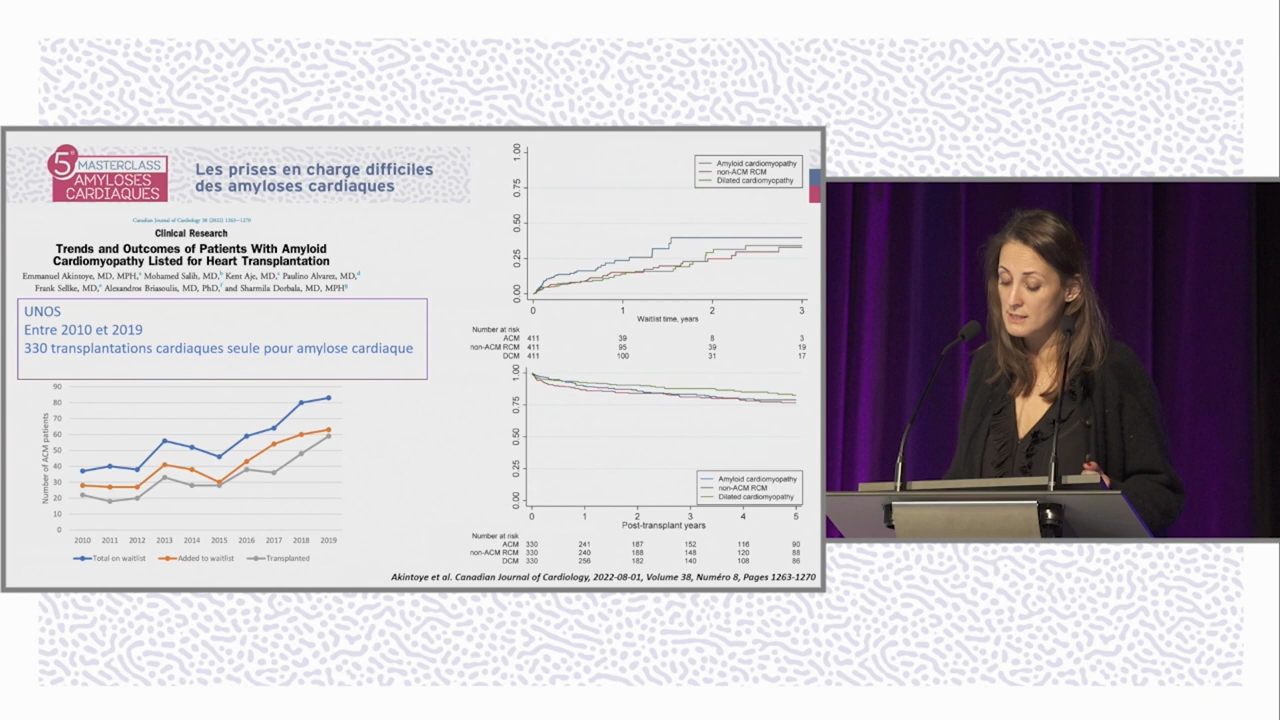 5e
MASTERCLASS
AMYLOSES
CARDIAQUES
Les prises en charge difficiles
des amyloses cardiaques
Canadian Journal of Cardiology 38 (2022) 1263–1270
Clinical Research
Trends and Outcomes of Patients With Amyloid
Cardiomyopathy Listed for Heart Transplantation
Emmanuel Akintoye, MD, MPH,a Mohamed Salih, MD,b Kent Aje, MD,c Paulino Alvarez, MD,d
Frank Sellke, MD,e Alexandros Briasoulis, MD, PhD,f and Sharmila Dorbala, MD, MPHg
UNOS
Entre 2010 et 2019
330 transplantations cardiaques seule pour amylose cardiaque
Number of ACM patients
90
80
70
60
50
40
30
20
10
0
2010 2011 2012 2013 2014 2015 2016 2017 2018 2019
Total on waitlist Added to waitlist Transplanted
1.00
0.75
0.50
0.25
0.00
Amyloid cardiomyopathy
non-ACM RCM
Dilated cardiomyopathy
0 1 2 3
Waitlist time, years
Number at risk
ACM 411 39 8 3
non-ACM RCM 411 95 39 19
DCM 411 100 31 17
1.00
0.75
0.50
0.25
0.00
Amyloid cardiomyopathy
non-ACM RCM
Dilated cardiomyopathy
0 1 2 3 4 5
Post-transplant years
Number at risk
ACM 330 241 187 152 116 90
non-ACM RCM 330 240 188 148 120 88
DCM 330 256 182 140 108 86
Akintoye et al. Canadian Journal of Cardiology, 2022-08-01, Volume 38, Numéro 8, Pages 1263-1270